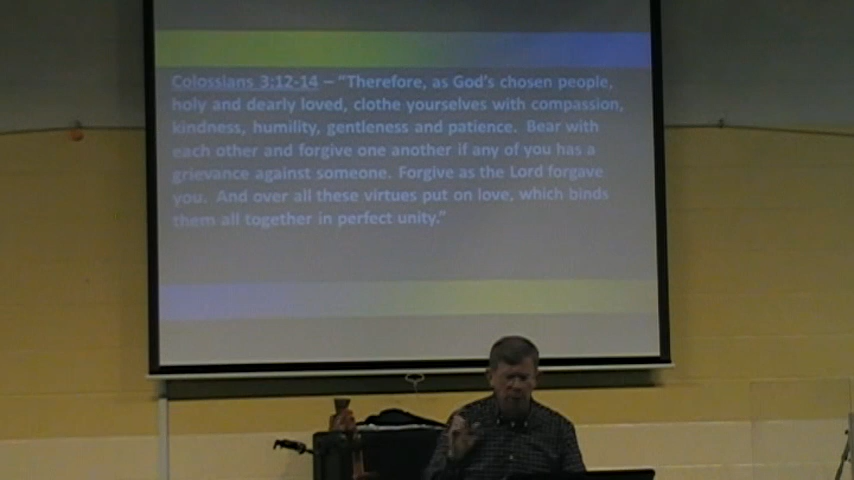 Colossians 3:12-14 – “Therefore, as God’s chosen people,
holy and dearly loved, clothe yourselves with compassion,
kindness, humility, gentleness and patience.  Bear with
each other and forgive one another if any of you has a
grievance against someone.  Forgive as the Lord forgave
you.  And over all these virtues put on love, which binds
them all together in perfect unity.”